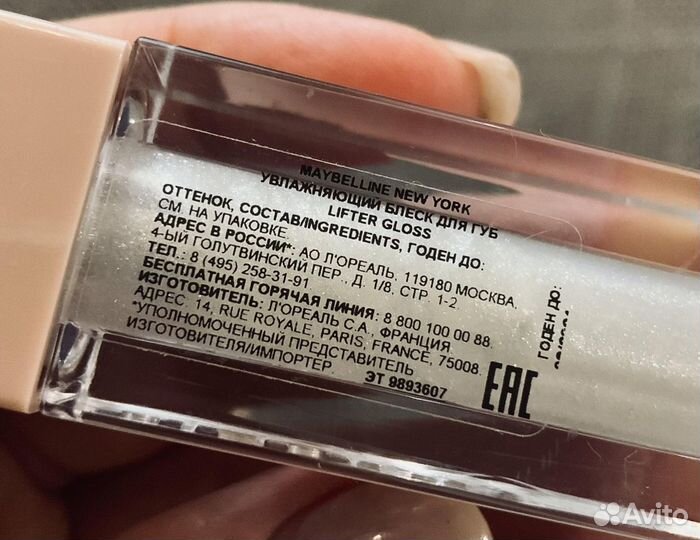 MAYBELLINE NEW YORK
УВЛАЖНЯЮЩИЙ БЛЕСК ДЛЯ ГУБ
LIFTER GLOSS
ОТТЕНОК, СОСТАВ/INGREDIENTS, ГОДЕН ДО:
СМ. НА УПАКОВКЕ.
АДРЕС В РОССИИ*: АО Л'ОРЕАЛЬ, 119180 МОСКВА,
4-ЫЙ ГОЛУТВИНСКИЙ ПЕР., Д. 1/8, СТР. 1-2.
ТЕЛ.: 8 (495) 258-31-91.
БЕСПЛАТНАЯ ГОРЯЧАЯ ЛИНИЯ: 8 800 100 00 88.
ИЗГОТОВИТЕЛЬ: Л'ОРЕАЛЬ С.А., ФРАНЦИЯ
АДРЕС. 14, RUE ROYALE, PARIS, FRANCE, 75008.
*УПОЛНОМОЧЕННЫЙ ПРЕДСТАВИТЕЛЬ
ИЗГОТОВИТЕЛЯ/ИМПОРТЕР.
ЭТ 9893607
EAC
ГОДЕН ДО:
Avito